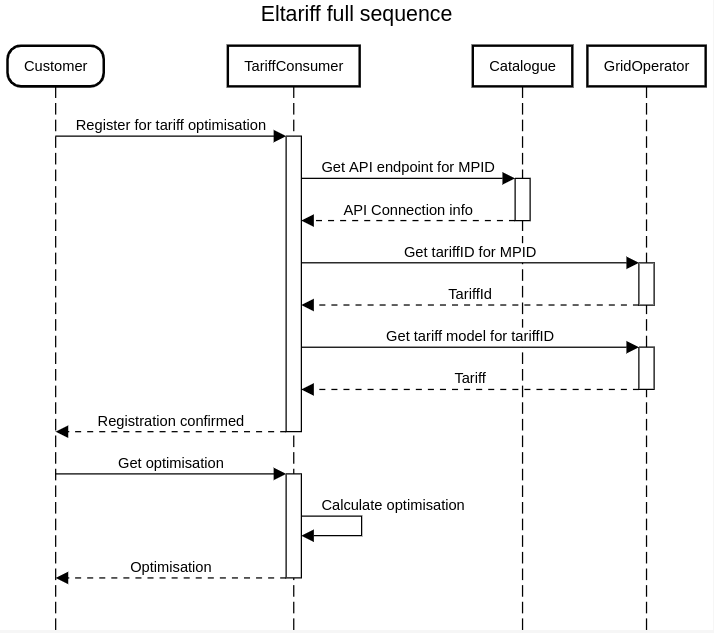 Eltariff full sequence
Customer
TariffConsumer
Catalogue
GridOperator
Register for tariff optimisation
Get API endpoint for MPID
API Connection info
Get tariffID for MPID
TariffId
Get tariff model for tariffID
Tariff
Registration confirmed
Get optimisation
Calculate optimisation
Optimisation